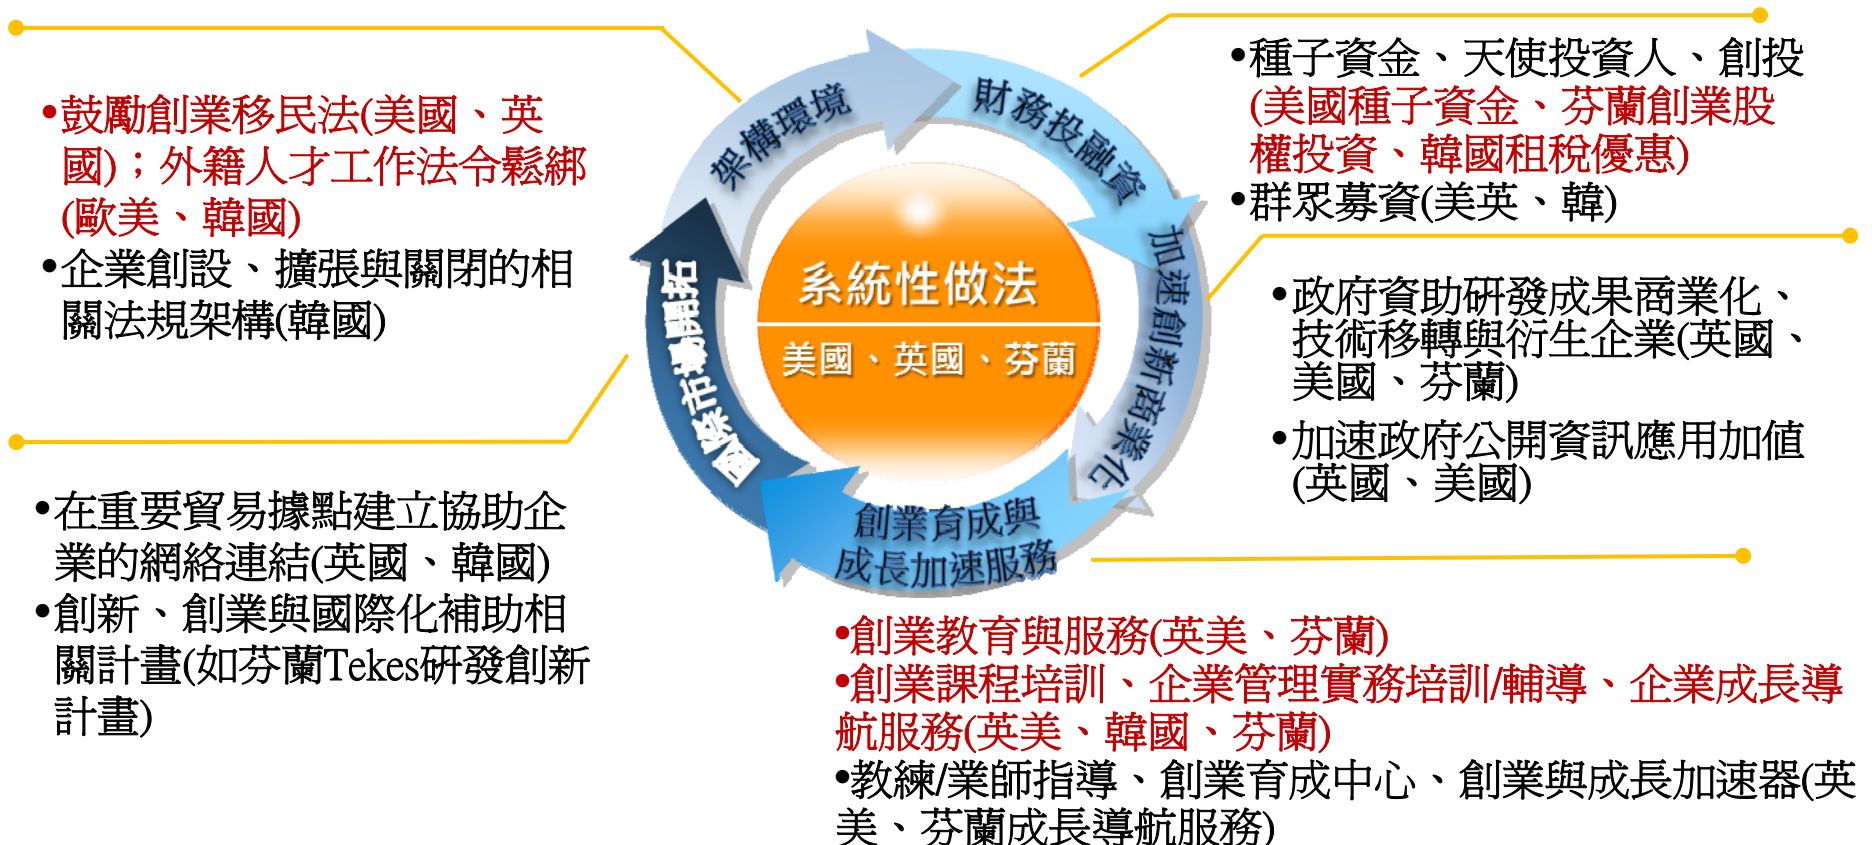 •鼓勵創業移民法(美國、英
國)；外籍人才工作法令鬆綁
(歐美、韓國)
•企業創設、擴張與關閉的相
關法規架構(韓國)
架構環境
財務投融資
加速創新商業化
創業育成與
成長加速服務
國際市場開拓
系統性做法
美國、英國、芬蘭
•種子資金、天使投資人、創投
(美國種子資金、芬蘭創業股
權投資、韓國租稅優惠)
•群眾募資(美英、韓)
•政府資助研發成果商業化、
技術移轉與衍生企業(英國、
美國、芬蘭)
•加速政府公開資訊應用加值
(英國、美國)
•在重要貿易據點建立協助企
業的網絡連結(英國、韓國)
•創新、創業與國際化補助相
關計畫(如芬蘭Tekes研發創新
計畫)
•創業教育與服務(英美、芬蘭)
•創業課程培訓、企業管理實務培訓/輔導、企業成長導
航服務(英美、韓國、芬蘭)
•教練/業師指導、創業育成中心、創業與成長加速器(英
美、芬蘭成長導航服務)